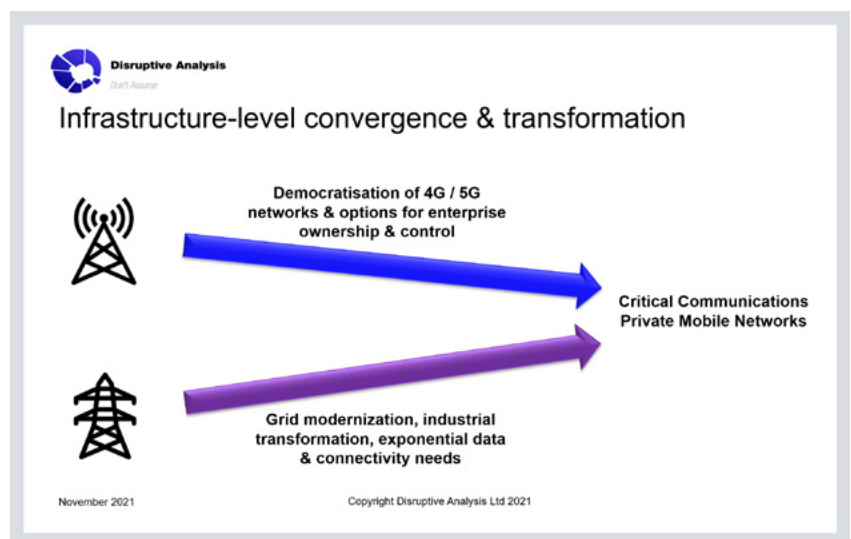 Disruptive Analysis
Don't Assume
Infrastructure-level convergence & transformation
Democratisation of 4G / 5G
networks & options for enterprise
ownership & control
Critical Communications
Private Mobile Networks
Grid modernization, industrial
transformation, exponential data
& connectivity needs
November 2021
Copyright Disruptive Analysis Ltd 2021